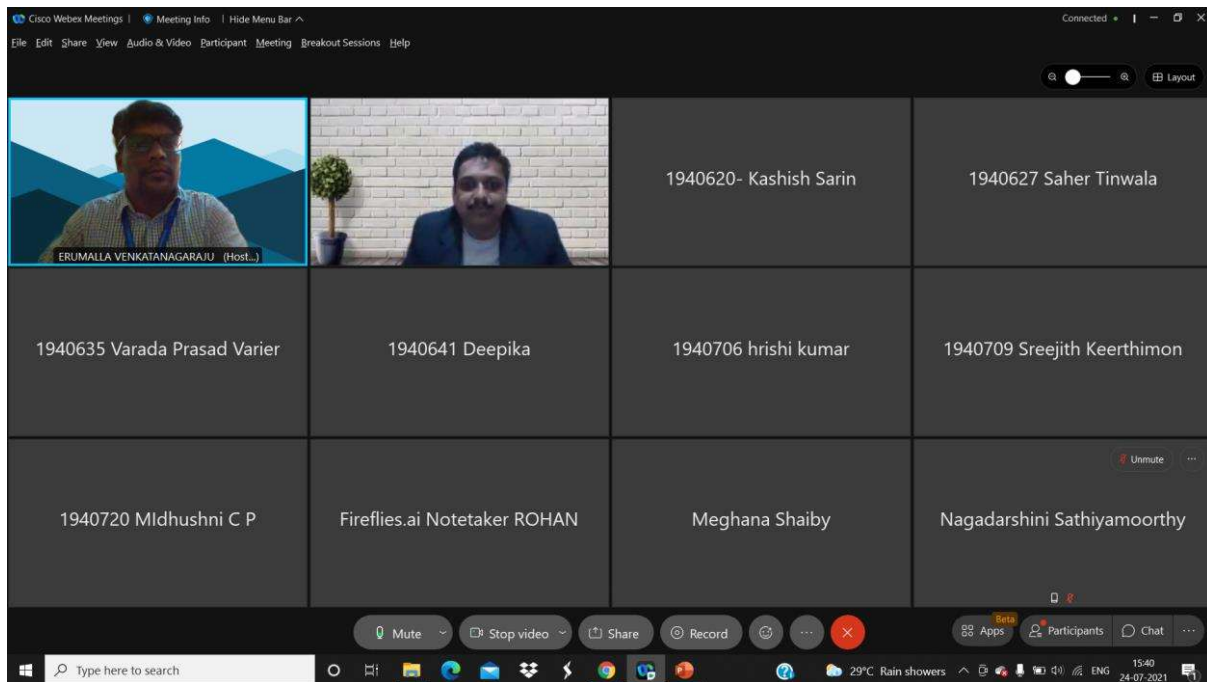 Cisco Webex Meetings | Meeting Info | Hide Menu Bar
Connected
File Edit Share View Audio & Video Participant Meeting Breakout Sessions Help
Layout
ERUMALLA VENKATANAGARAJU (Host...)
1940620- Kashish Sarin
1940627 Saher Tinwala
1940635 Varada Prasad Varier
1940641 Deepika
1940706 hrishi kumar
1940709 Sreejith Keerthimon
Unmute
1940720 MIdhushni C P
Fireflies.ai Notetaker ROHAN
Meghana Shaiby
Nagadarshini Sathiyamoorthy
Mute Stop video Share Record
Beta
Apps Participants Chat
Type here to search
29°C Rain showers ENG
15:40
24-07-2021